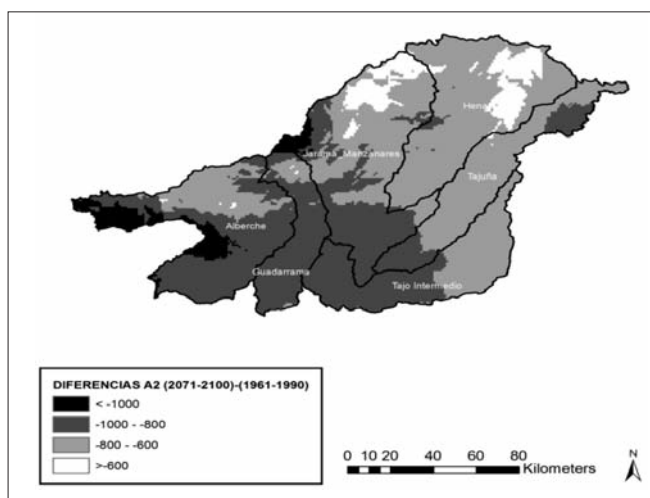 Henares
Jarama_Manzanares
Tajuña
Alberche
Guadarrama
Tajo Intermedio
DIFERENCIAS A2 (2071-2100)-(1961-1990)
< -1000
-1000 - -800
-800 - -600
>-600
0 10 20 40 60 80
Kilometers
N